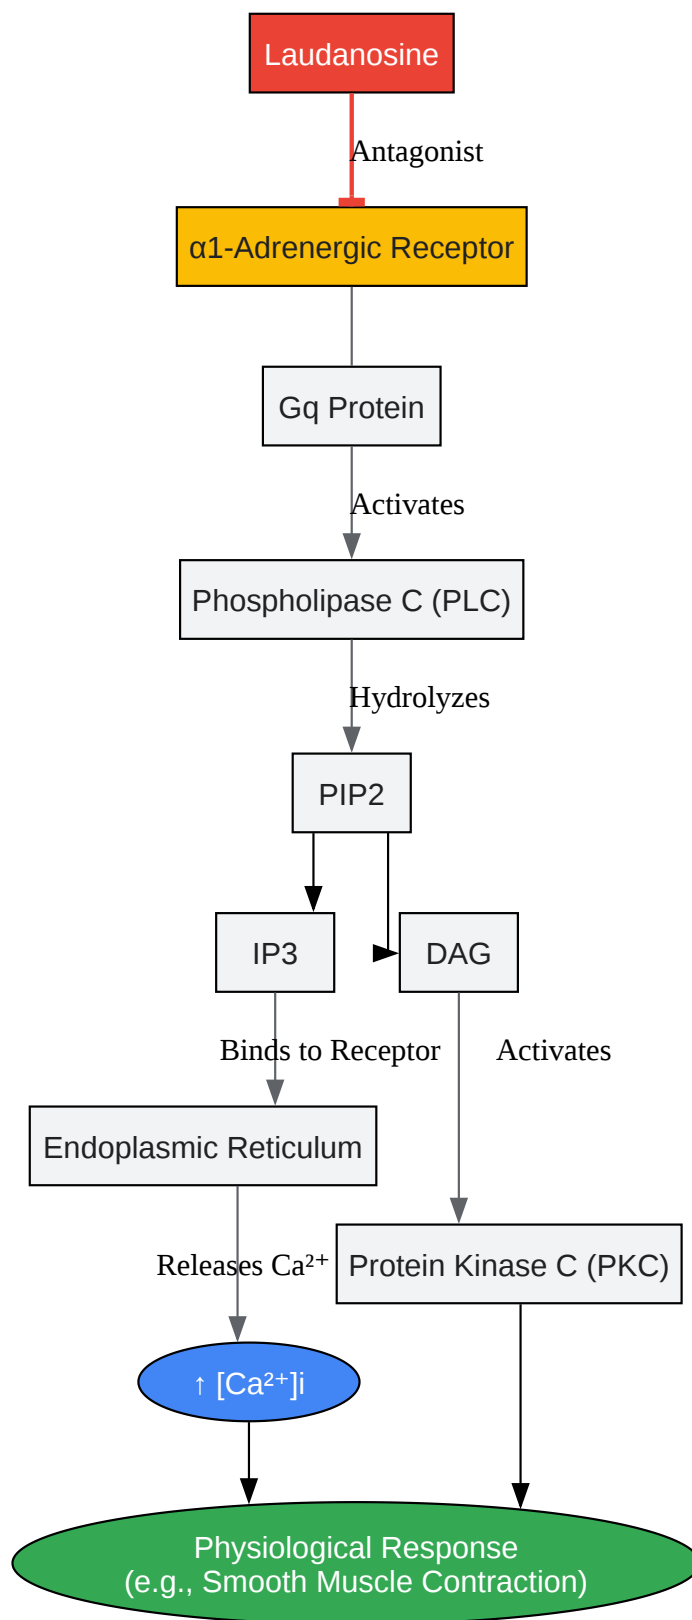 Laudanosine
Antagonist
α1-Adrenergic Receptor
Gq Protein
Activates
Phospholipase C (PLC)
Hydrolyzes
PIP2
IP3
DAG
Binds to Receptor
Activates
Endoplasmic Reticulum
Releases Ca²⁺
Protein Kinase C (PKC)
↑ [Ca²⁺]i
Physiological Response
(e.g., Smooth Muscle Contraction)